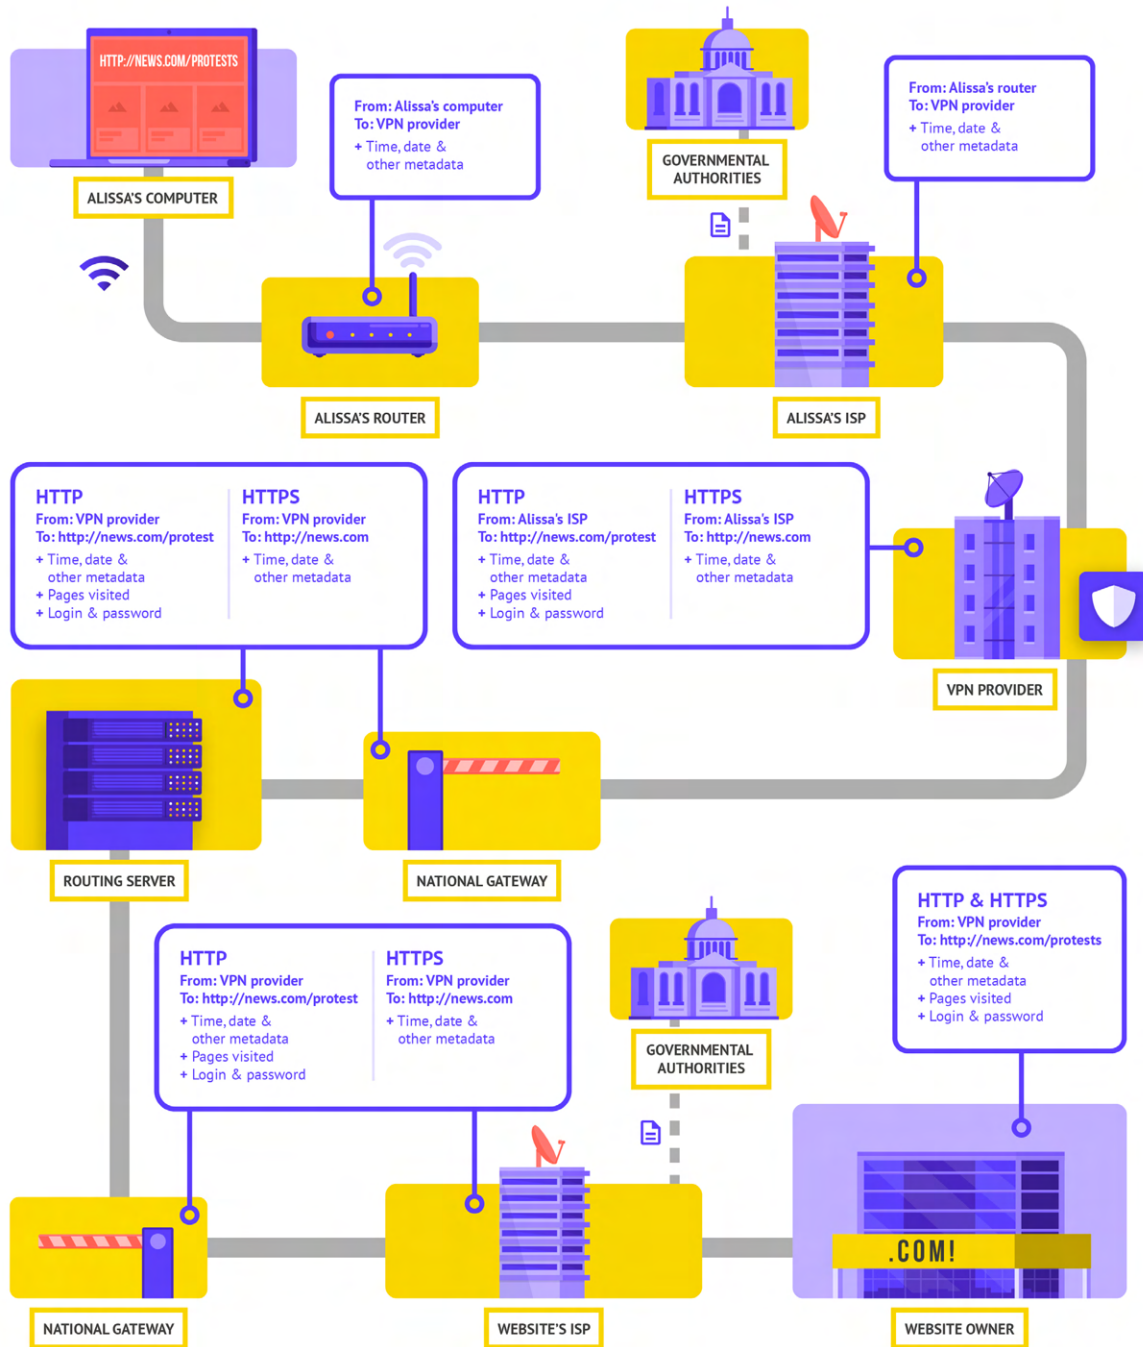 HTTP://NEWS.COM/PROTESTS
ALISSA'S COMPUTER
From: Alissa's computer
To: VPN provider
+ Time, date &
other metadata
ALISSA'S ROUTER
GOVERNMENTAL
AUTHORITIES
From: Alissa's router
To: VPN provider
+ Time, date &
other metadata
ALISSA'S ISP
HTTP
From: VPN provider
To: http://news.com/protest
+ Time, date &
other metadata
+ Pages visited
+ Login & password
HTTPS
From: VPN provider
To: http://news.com
+ Time, date &
other metadata
HTTP
From: Alissa's ISP
To: http://news.com/protest
+ Time, date &
other metadata
+ Pages visited
+ Login & password
HTTPS
From: Alissa's ISP
To: http://news.com
+ Time, date &
other metadata
VPN PROVIDER
ROUTING SERVER
NATIONAL GATEWAY
HTTP
From: VPN provider
To: http://news.com/protest
+ Time, date &
other metadata
+ Pages visited
+ Login & password
HTTPS
From: VPN provider
To: http://news.com
+ Time, date &
other metadata
GOVERNMENTAL
AUTHORITIES
HTTP & HTTPS
From: VPN provider
To: http://news.com/protests
+ Time, date &
other metadata
+ Pages visited
+ Login & password
.COM!
NATIONAL GATEWAY
WEBSITE'S ISP
WEBSITE OWNER